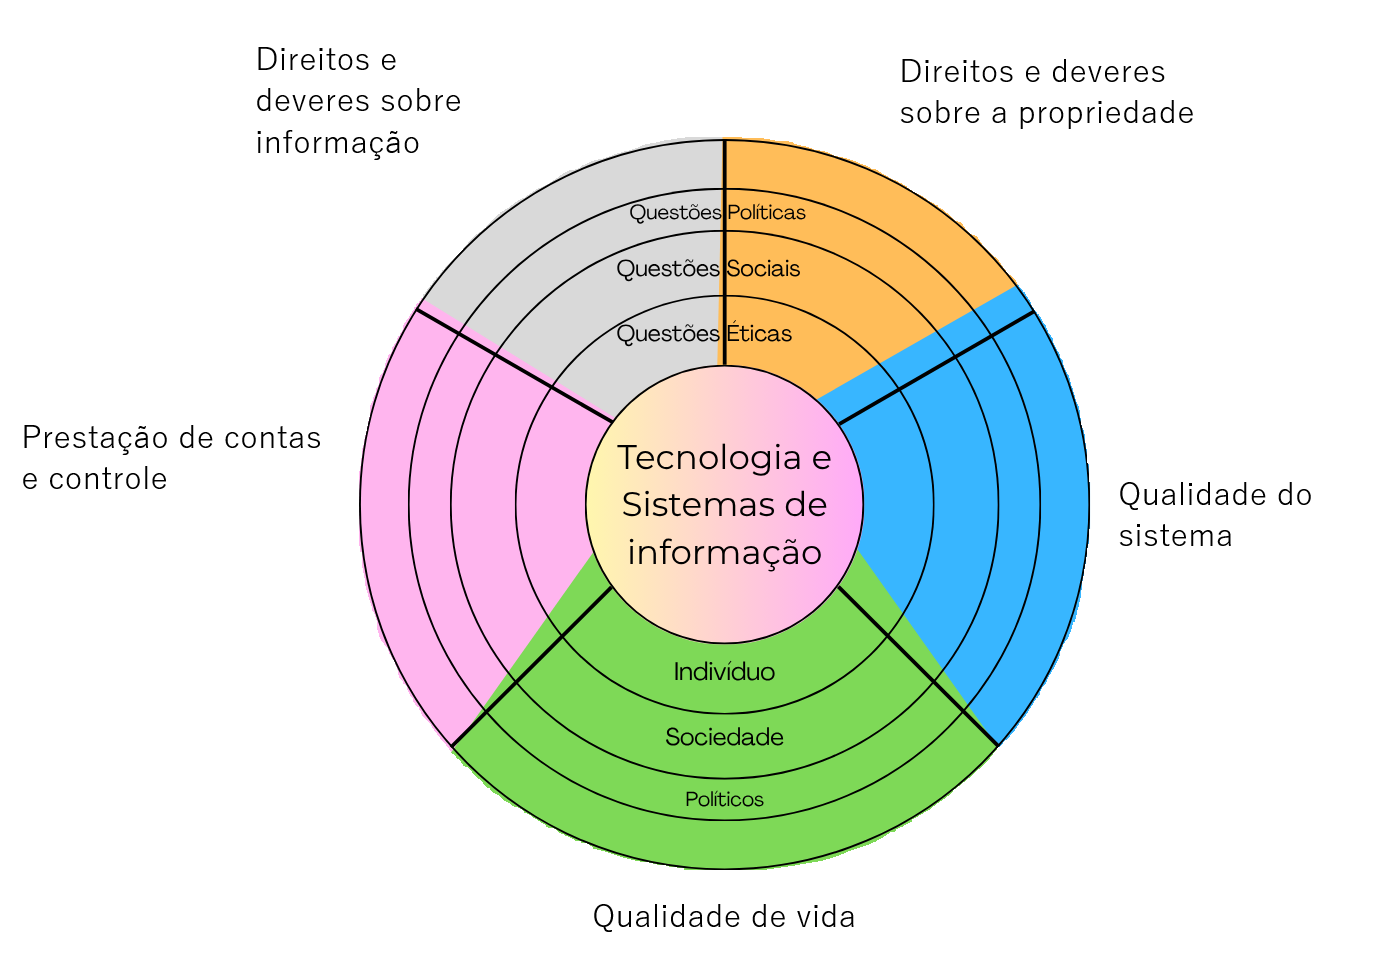 Direitos e
deveres sobre
informação
Direitos e deveres
sobre a propriedade
Questões Políticas
Questões Sociais
Questões Éticas
Prestação de contas
e controle
Tecnologia e
Sistemas de
informação
Qualidade do
sistema
Indivíduo
Sociedade
Políticos
Qualidade de vida